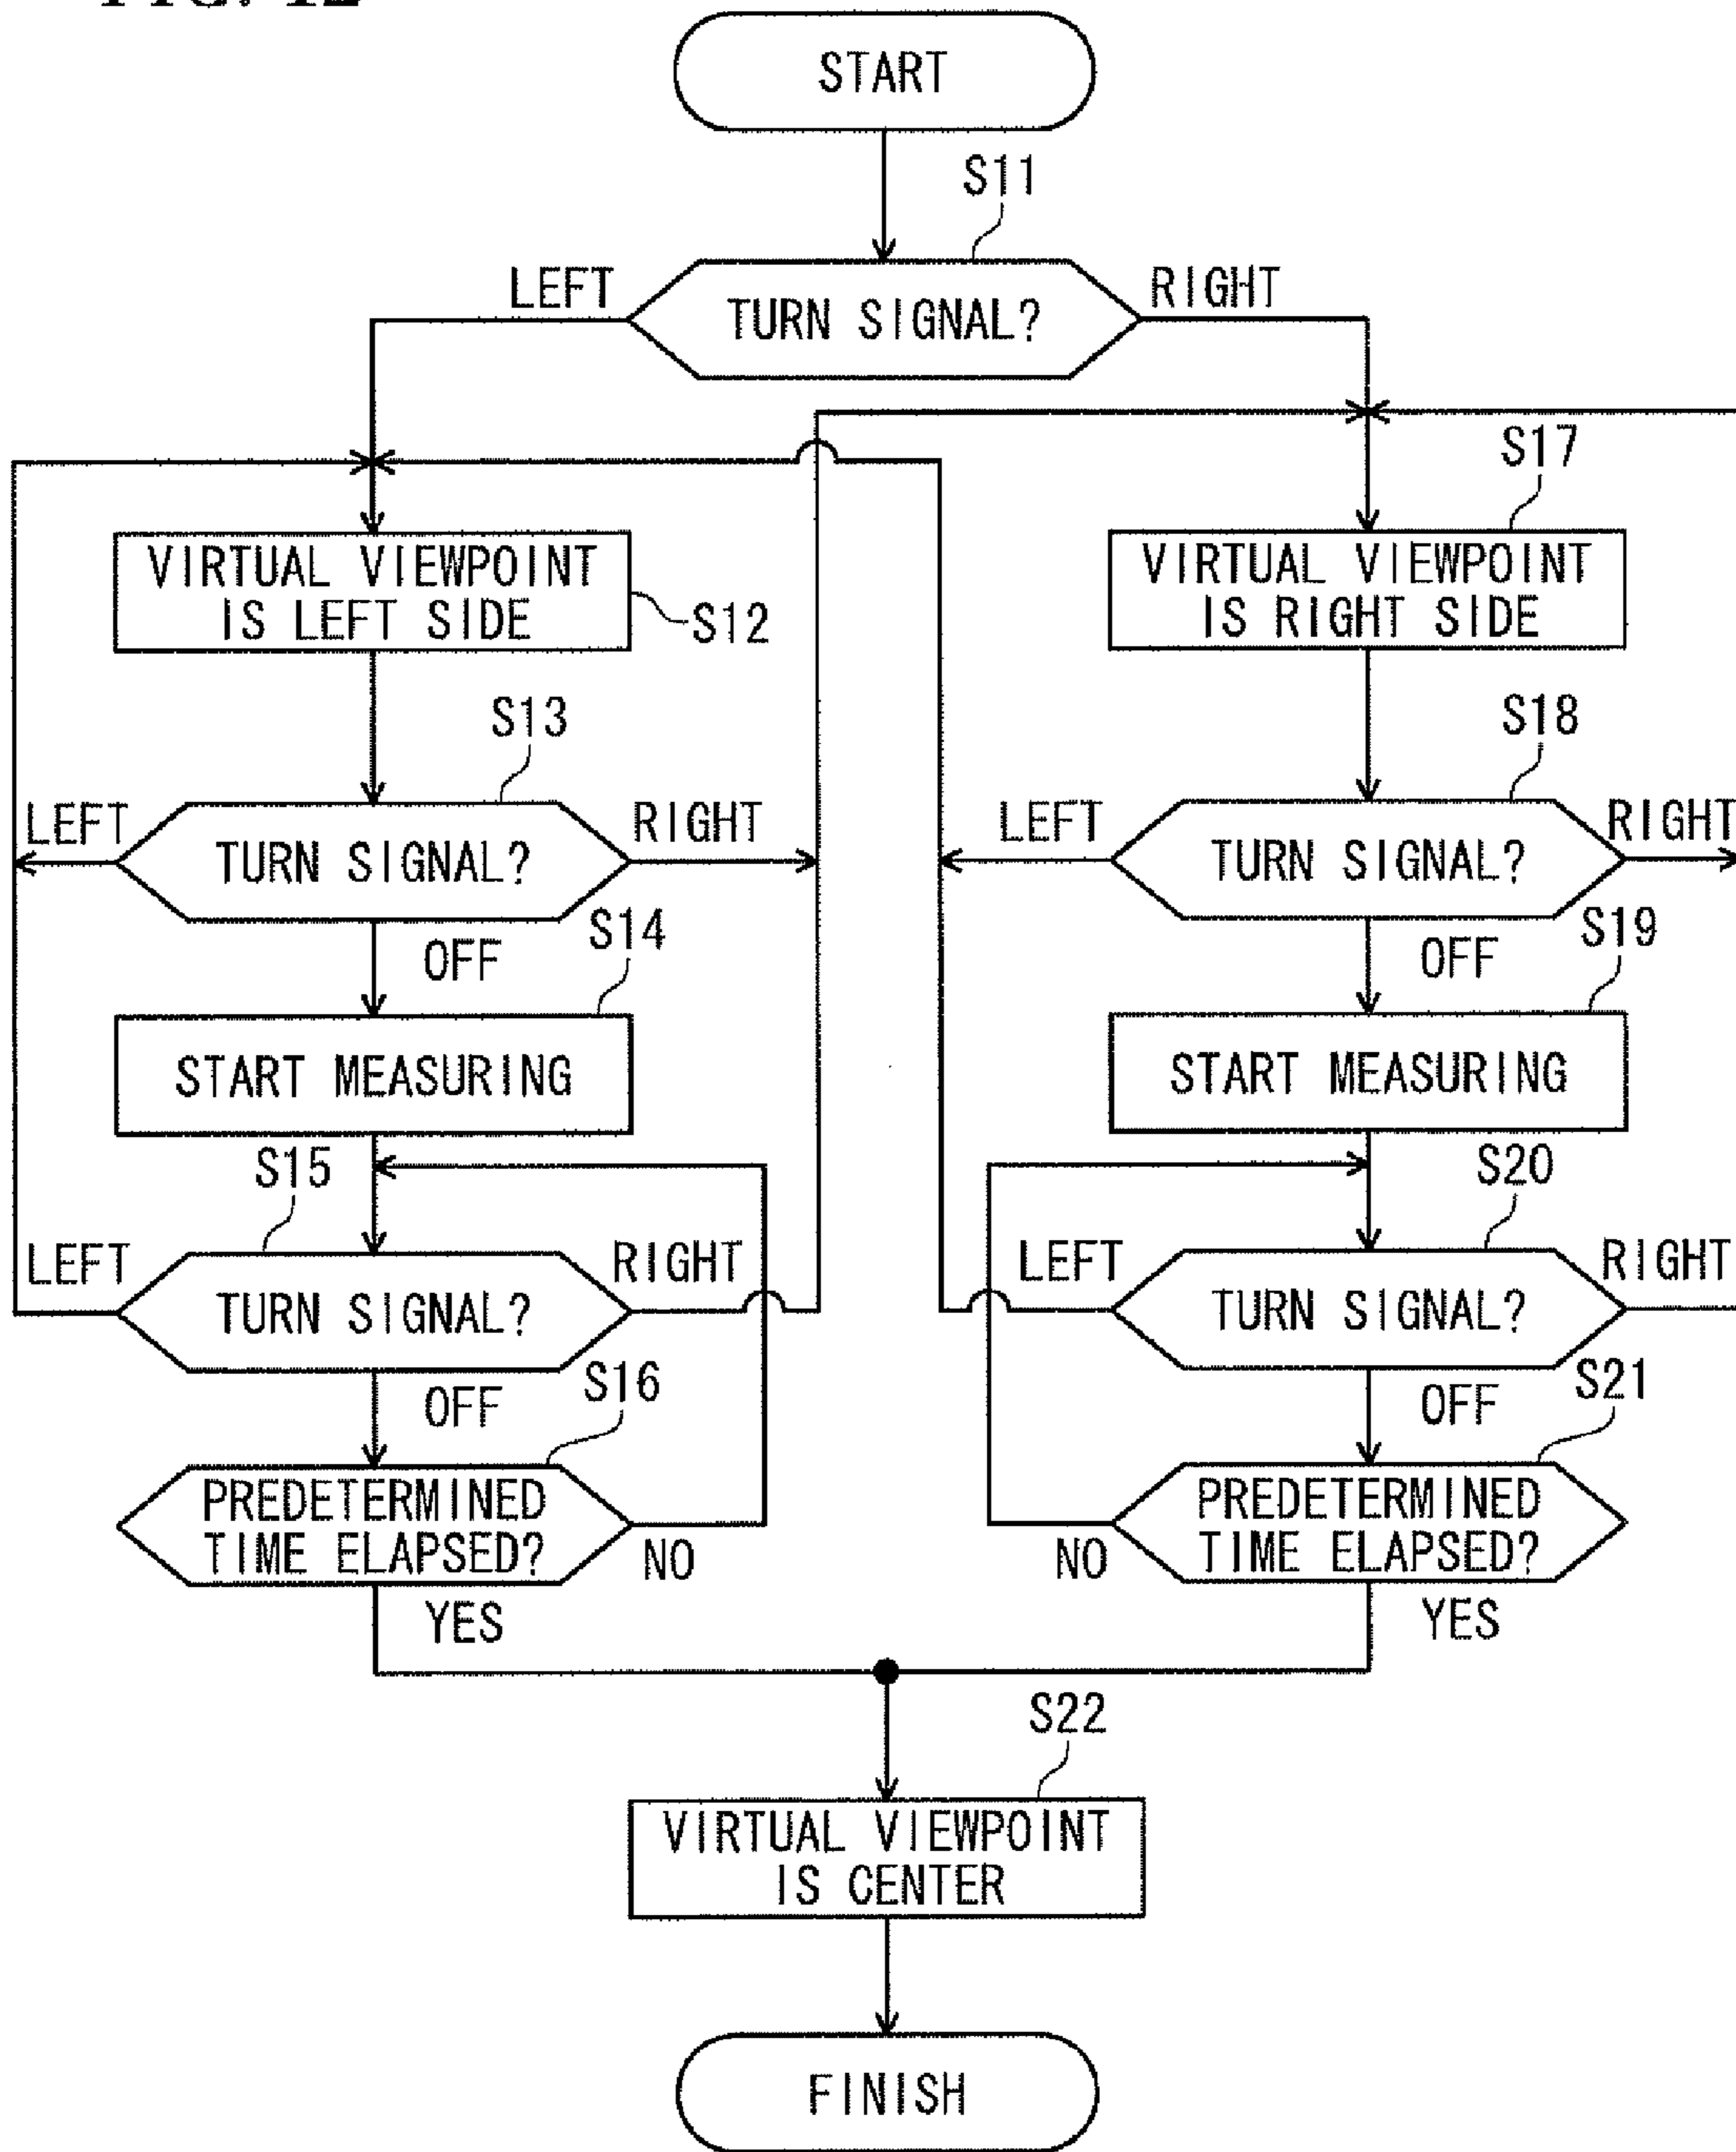 FIG. 12
START
S11
LEFT
TURN SIGNAL?
RIGHT
S17
VIRTUAL VIEWPOINT
IS LEFT SIDE
S12
VIRTUAL VIEWPOINT
IS RIGHT SIDE
S13
S18
LEFT
TURN SIGNAL?
RIGHT
LEFT
TURN SIGNAL?
RIGHT
OFF
S14
OFF
S19
START MEASURING
START MEASURING
S15
S20
LEFT
TURN SIGNAL?
RIGHT
LEFT
TURN SIGNAL?
RIGHT
OFF
S16
OFF
S21
PREDETERMINED
TIME ELAPSED?
NO
YES
PREDETERMINED
TIME ELAPSED?
NO
YES
S22
VIRTUAL VIEWPOINT
IS CENTER
FINISH